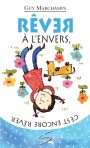 Guy Marchamps
RÊVER
À L'ENVERS,
C'EST ENCORE RÊVER